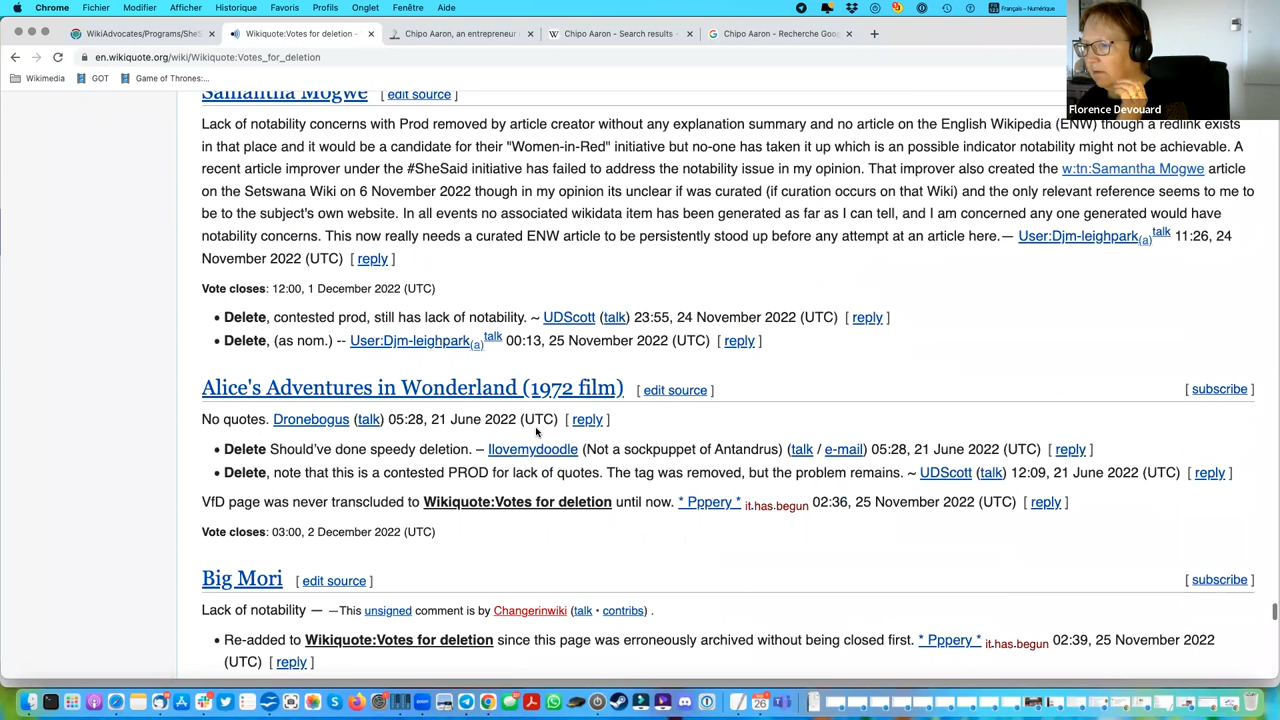 Chrome Fichier Modifier Afficher Historique Favoris Profils Onglet Fenêtre Aide Français – Numérique
WikiAdvocates/Programs/SheS Wikiquote:Votes for deletion - Chipo Aaron, an entrepreneur Chipo Aaron - Search results - Chipo Aaron - Recherche Goo
en.wikiquote.org/wiki/Wikiquote:Votes_for_deletion
Wikimedia GOT Game of Thrones:...
Florence Devouard
Samantha Mogwe [ edit source ]
Lack of notability concerns with Prod removed by article creator without any explanation summary and no article on the English Wikipedia (ENW) though a redlink exists
in that place and it would be a candidate for their "Women-in-Red" initiative but no-one has taken it up which is an possible indicator notability might not be achievable. A
recent article improver under the #SheSaid initiative has failed to address the notability issue in my opinion. That improver also created the w:tn:Samantha Mogwe article
on the Setswana Wiki on 6 November 2022 though in my opinion its unclear if was curated (if curation occurs on that Wiki) and the only relevant reference seems to me to
be to the subject's own website. In all events no associated wikidata item has been generated as far as I can tell, and I am concerned any one generated would have
notability concerns. This now really needs a curated ENW article to be persistently stood up before any attempt at an article here.— User:Djm-leighpark(a)talk 11:26, 24
November 2022 (UTC) [ reply ]
Vote closes: 12:00, 1 December 2022 (UTC)
• Delete, contested prod, still has lack of notability. ~ UDScott (talk) 23:55, 24 November 2022 (UTC) [ reply ]
• Delete, (as nom.) -- User:Djm-leighpark(a)talk 00:13, 25 November 2022 (UTC) [ reply ]
Alice's Adventures in Wonderland (1972 film) [ edit source ] [ subscribe ]
No quotes. Dronebogus (talk) 05:28, 21 June 2022 (UTC) [ reply ]
• Delete Should've done speedy deletion. – Ilovemydoodle (Not a sockpuppet of Antandrus) (talk / e-mail) 05:28, 21 June 2022 (UTC) [ reply ]
• Delete, note that this is a contested PROD for lack of quotes. The tag was removed, but the problem remains. ~ UDScott (talk) 12:09, 21 June 2022 (UTC) [ reply ]
VfD page was never transcluded to Wikiquote:Votes for deletion until now. * Pppery * it has begun 02:36, 25 November 2022 (UTC) [ reply ]
Vote closes: 03:00, 2 December 2022 (UTC)
Big Mori [ edit source ] [ subscribe ]
Lack of notability — —This unsigned comment is by Changerinwiki (talk • contribs) .
• Re-added to Wikiquote:Votes for deletion since this page was erroneously archived without being closed first. * Pppery * it has begun 02:39, 25 November 2022
(UTC) [ reply ]
26